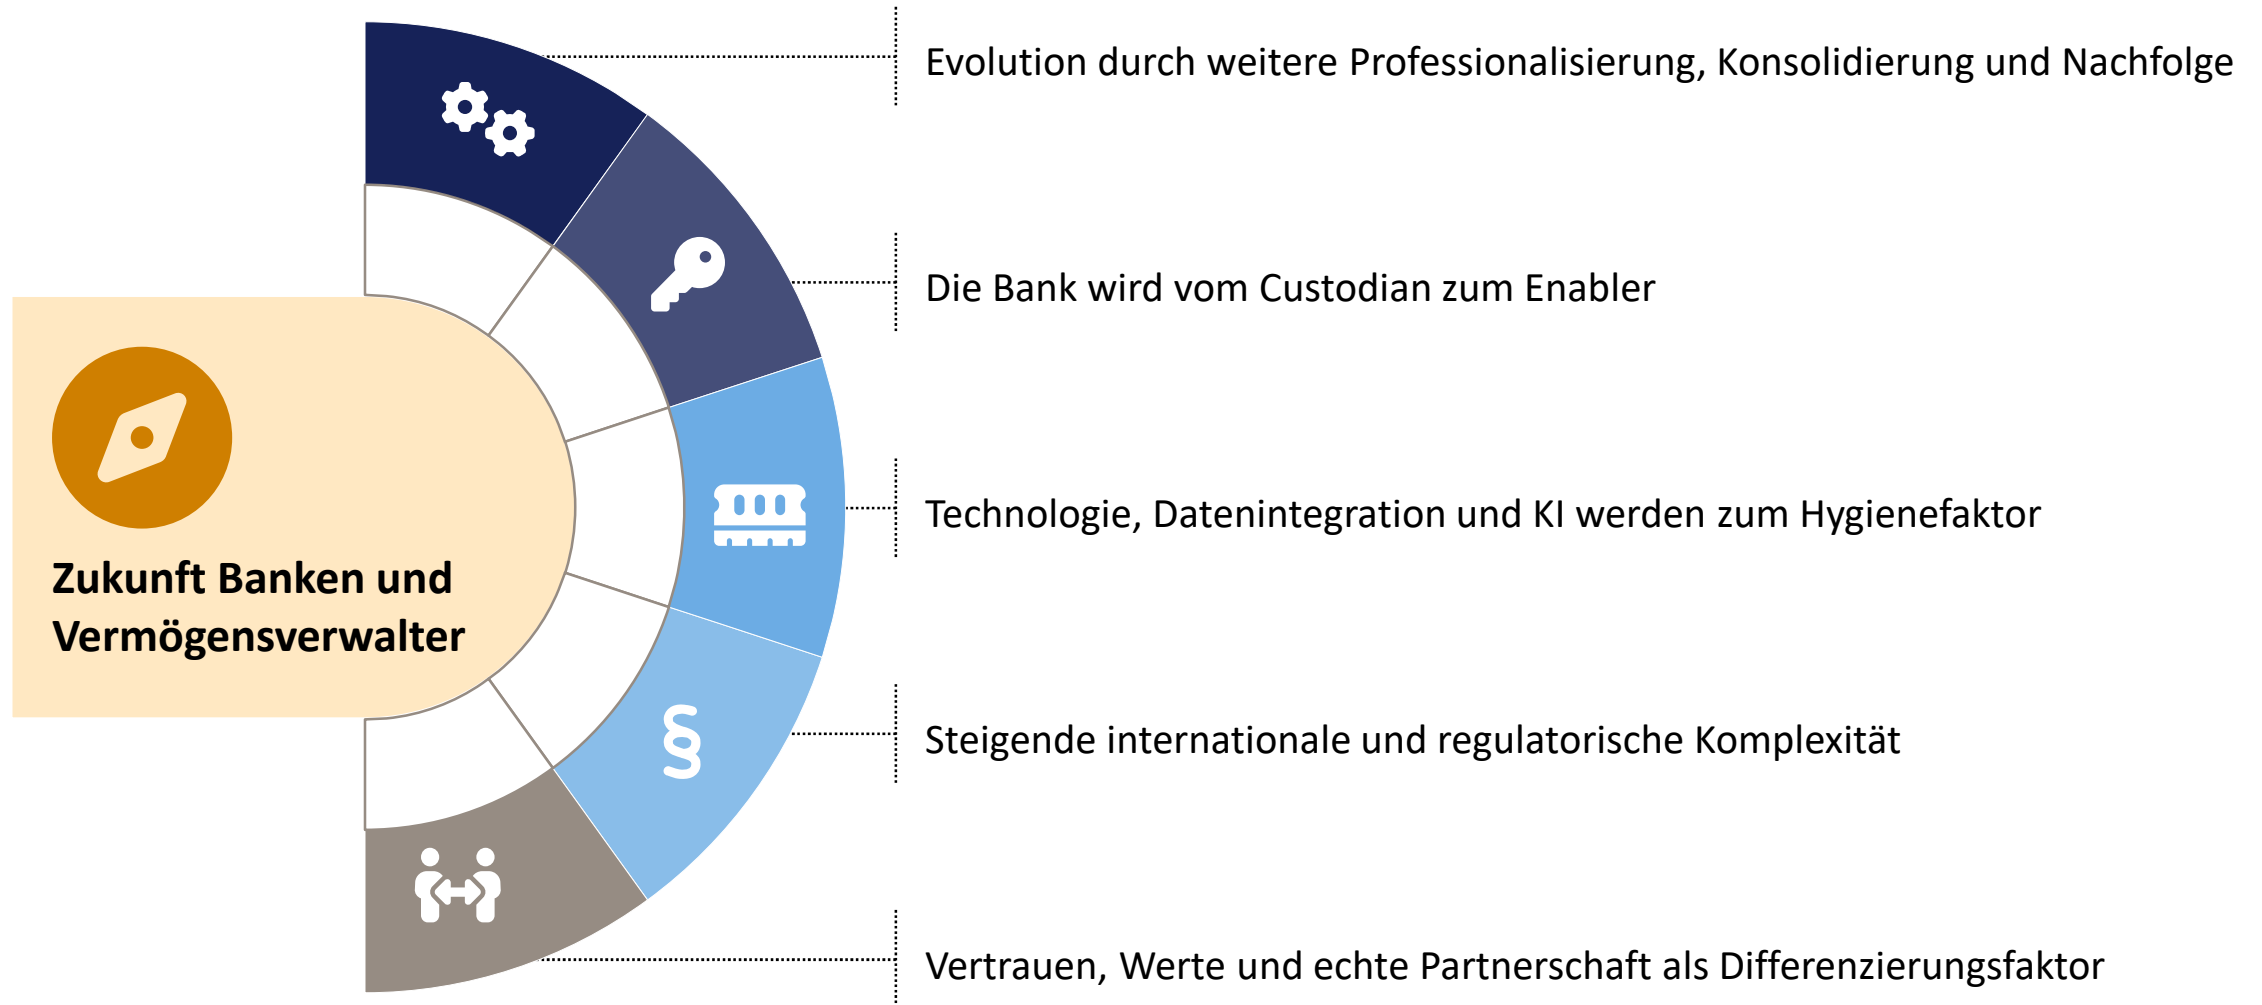 Evolution durch weitere Professionalisierung, Konsolidierung und Nachfolge
Die Bank wird vom Custodian zum Enabler
Technologie, Datenintegration und KI werden zum Hygienefaktor
Zukunft Banken und
Vermögensverwalter
§
Steigende internationale und regulatorische Komplexität
Vertrauen, Werte und echte Partnerschaft als Differenzierungsfaktor